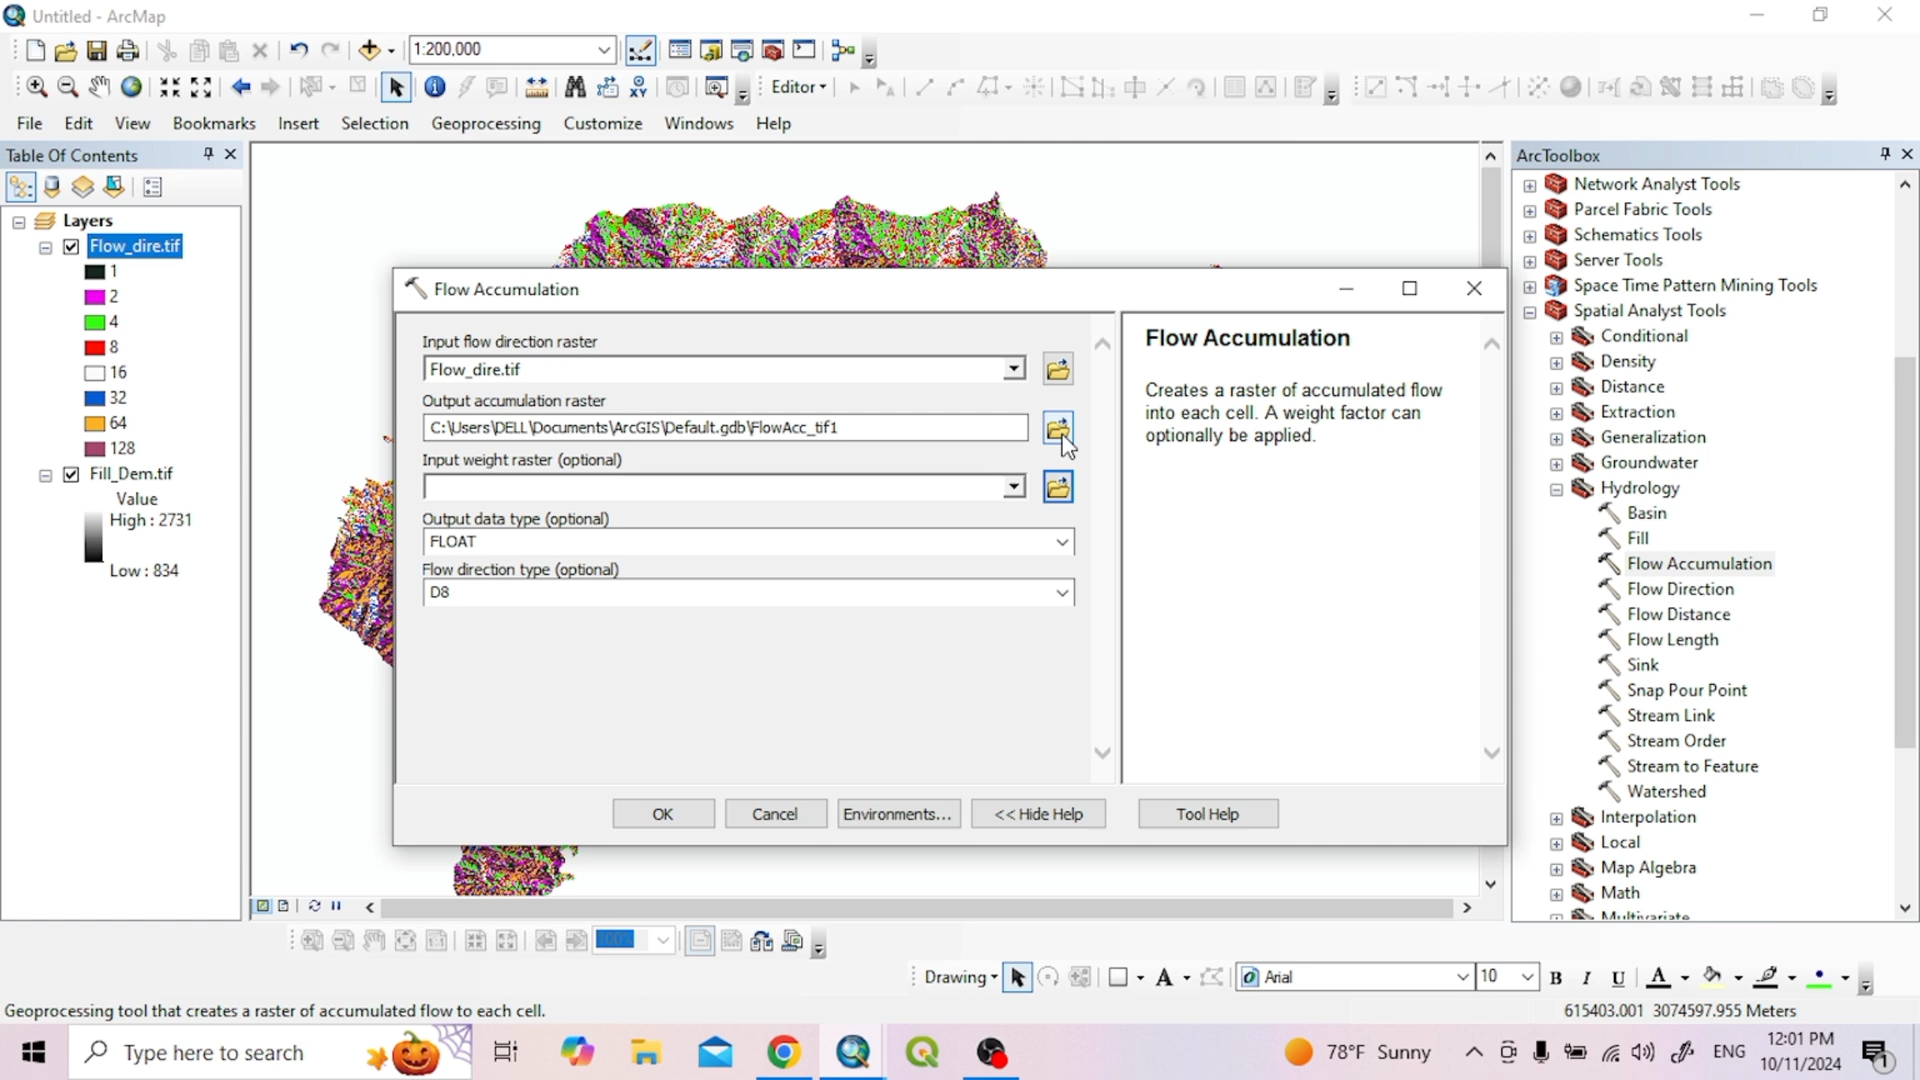 Untitled - ArcMap
1:200,000
Editor
File Edit View Bookmarks Insert Selection Geoprocessing Customize Windows Help
Table Of Contents
Layers
Flow_dire.tif
1
2
4
8
16
32
64
128
Fill_Dem.tif
Value
High : 2731
Low : 834
Flow Accumulation
Input flow direction raster
Flow_dire.tif
Output accumulation raster
C:\Users\DELL\Documents\ArcGIS\Default.gdb\FlowAcc_tif1
Input weight raster (optional)
Output data type (optional)
FLOAT
Flow direction type (optional)
D8
OK Cancel Environments... << Hide Help Tool Help
Flow Accumulation
Creates a raster of accumulated flow
into each cell. A weight factor can
optionally be applied.
ArcToolbox
Network Analyst Tools
Parcel Fabric Tools
Schematics Tools
Server Tools
Space Time Pattern Mining Tools
Spatial Analyst Tools
Conditional
Density
Distance
Extraction
Generalization
Groundwater
Hydrology
Basin
Fill
Flow Accumulation
Flow Direction
Flow Distance
Flow Length
Sink
Snap Pour Point
Stream Link
Stream Order
Stream to Feature
Watershed
Interpolation
Local
Map Algebra
Math
Multivariate
100%
Drawing A Arial 10 B I U A
Geoprocessing tool that creates a raster of accumulated flow to each cell.
615403.001 3074597.955 Meters
Type here to search
78°F Sunny
ENG
12:01 PM
10/11/2024
1